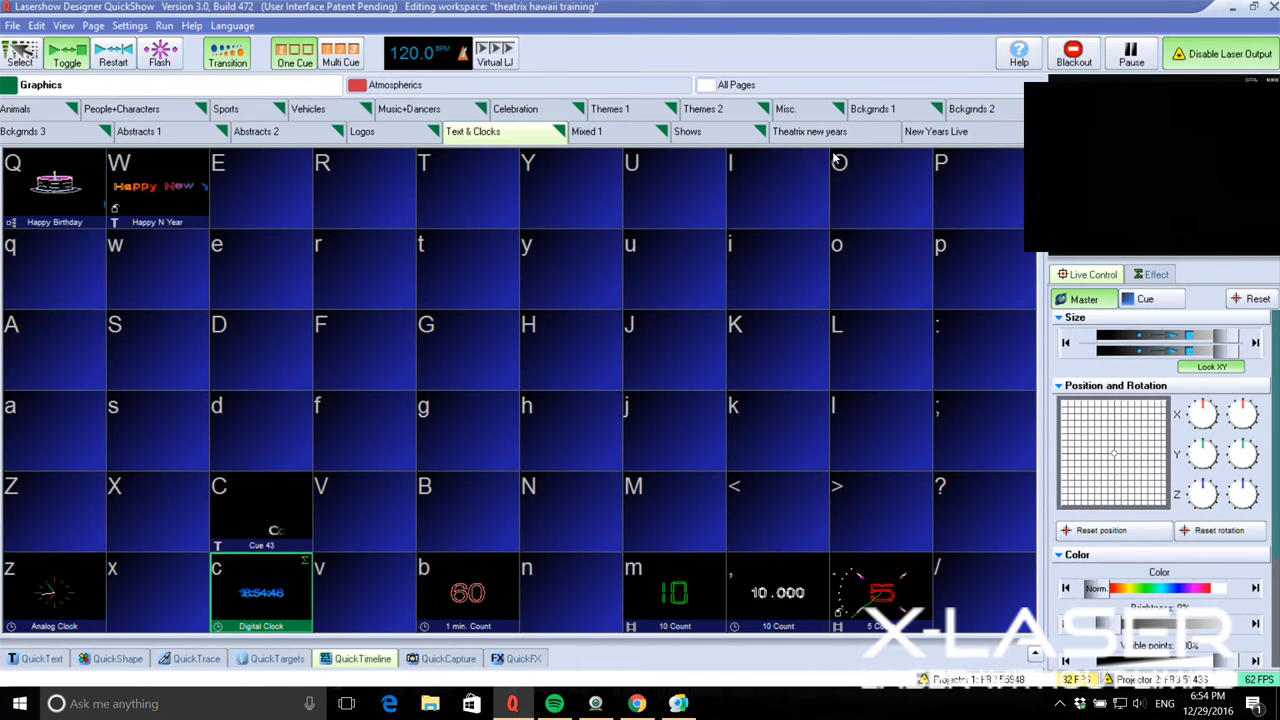 Lasershow Designer QuickShow   Version 3.0, Build 472   (User Interface Patent Pending)   Editing workspace: "theatrix hawaii training"
File Edit View Page Settings Run Help Language
Select Toggle Restart Flash Transition One Cue Multi Cue 120.0 BPM Virtual LJ Help Blackout Pause Disable Laser Output
Graphics Atmospherics All Pages
Animals People+Characters Sports Vehicles Music+Dancers Celebration Themes 1 Themes 2 Misc. Bckgrnds 1 Bckgrnds 2
Bckgrnds 3 Abstracts 1 Abstracts 2 Logos Text & Clocks Mixed 1 Shows Theatrix new years New Years Live
Q W E R T Y U I O P
Happy New
Happy Birthday T Happy N Year
q w e r t y u i o p
Live Control Effect
Master Cue Reset
A S D F G H J K L :
Size
Lock XY
Position and Rotation
a s d f g h j k l ;
X
Y
Z
Z X C V B N M < > ?
T Cue 43
Reset position Reset rotation
Color
z x c v b n m , /
18:54:48 60 10 10.000 5
Analog Clock Digital Clock 1 min. Count 10 Count 10 Count
Color
Norm.
X-LASER
QuickText QuickShape QuickTrace QuickTargets QuickTimeline QuickCapture FX QuickFX
32 FPS 62 FPS
Ask me anything
ENG
6:54 PM
12/29/2016